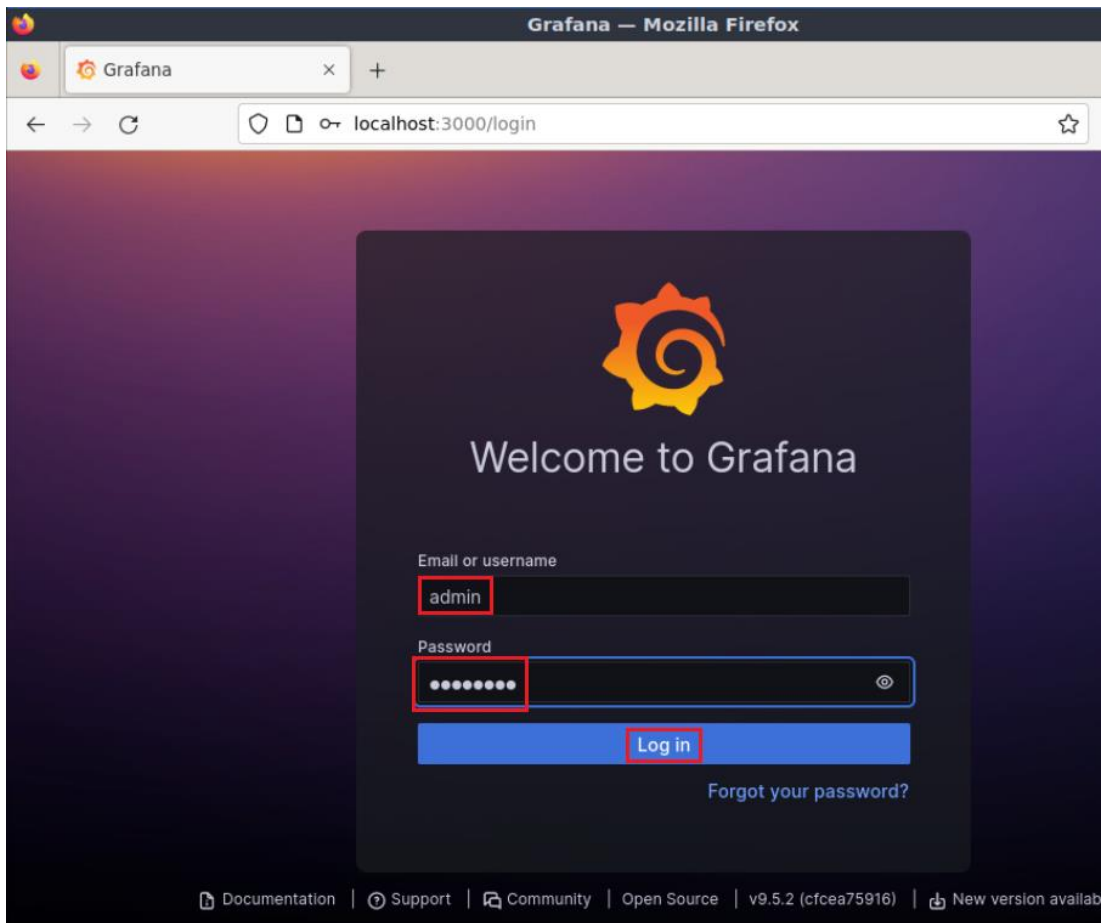 Grafana — Mozilla Firefox
Grafana
localhost:3000/login
Welcome to Grafana
Email or username
admin
Password
Log in
Forgot your password?
Documentation | Support | Community | Open Source | v9.5.2 (cfcea75916) | New version availab